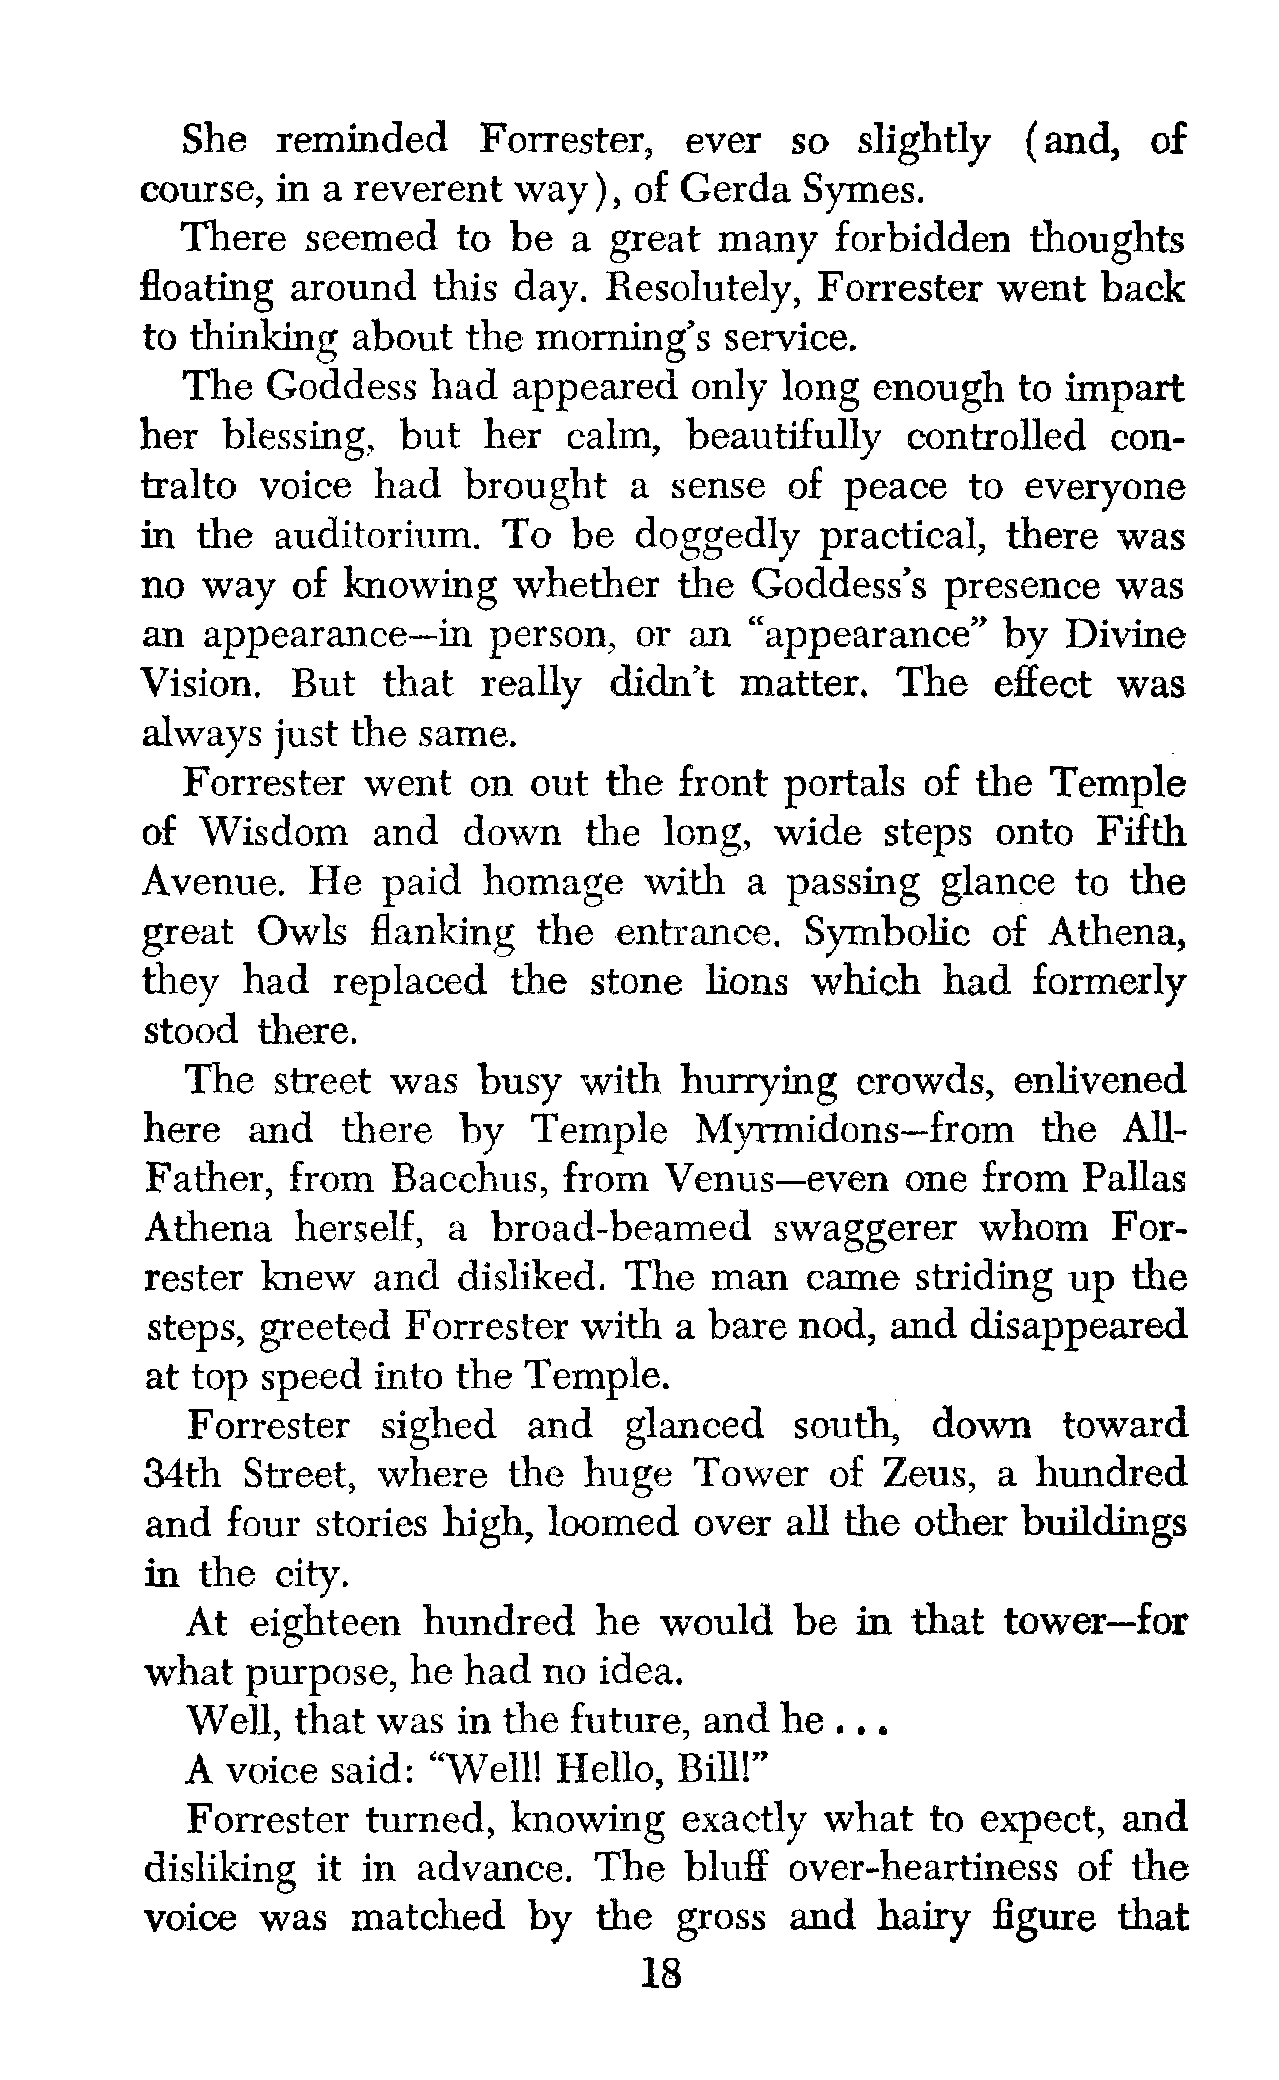 She reminded Forrester, ever so slightly (and, of
course, in a reverent way), of Gerda Symes.
There seemed to be a great many forbidden thoughts
floating around this day. Resolutely, Forrester went back
to thinking about the morning's service.
The Goddess had appeared only long enough to impart
her blessing, but her calm, beautifully controlled con-
tralto voice had brought a sense of peace to everyone
in the auditorium. To be doggedly practical, there was
no way of knowing whether the Goddess's presence was
an appearance—in person, or an “appearance” by Divine
Vision. But that really didn't matter. The effect was
always just the same.
Forrester went on out the front portals of the Temple
of Wisdom and down the long, wide steps onto Fifth
Avenue. He paid homage with a passing glance to the
great Owls flanking the entrance. Symbolic of Athena,
they had replaced the stone lions which had formerly
stood there.
The street was busy with hurrying crowds, enlivened
here and there by Temple Myrmidons—from the All-
Father, from Bacchus, from Venus—even one from Pallas
Athena herself, a broad-beamed swaggerer whom For-
rester knew and disliked. The man came striding up the
steps, greeted Forrester with a bare nod, and disappeared
at top speed into the Temple.
Forrester sighed and glanced south, down toward
34th Street, where the huge Tower of Zeus, a hundred
and four stories high, loomed over all the other buildings
in the city.
At eighteen hundred he would be in that tower—for
what purpose, he had no idea.
Well, that was in the future, and he . . .
A voice said: “Well! Hello, Bill!”
Forrester turned, knowing exactly what to expect, and
disliking it in advance. The bluff over-heartiness of the
voice was matched by the gross and hairy figure that
18